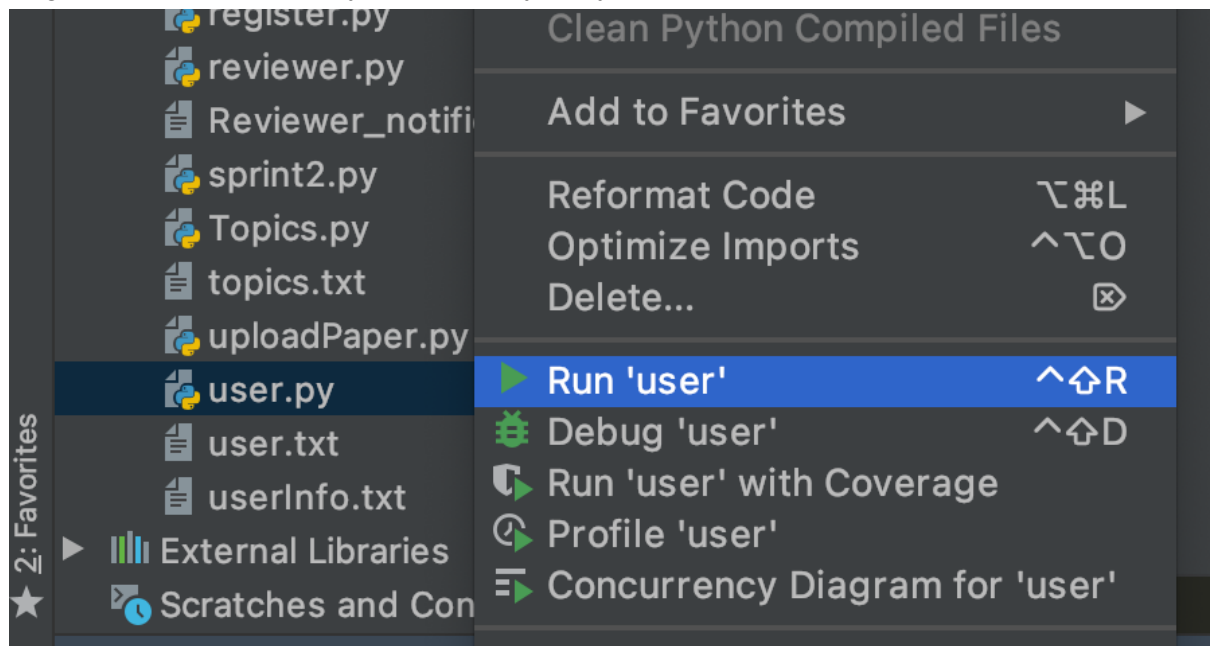 register.py
reviewer.py
Reviewer_notifi
sprint2.py
Topics.py
topics.txt
uploadPaper.py
user.py
user.txt
userInfo.txt
External Libraries
Scratches and Con
2: Favorites
Clean Python Compiled Files
Add to Favorites
Reformat Code ⌥⌘L
Optimize Imports ^⌥O
Delete... ⌦
Run 'user' ^⇧R
Debug 'user' ^⇧D
Run 'user' with Coverage
Profile 'user'
Concurrency Diagram for 'user'